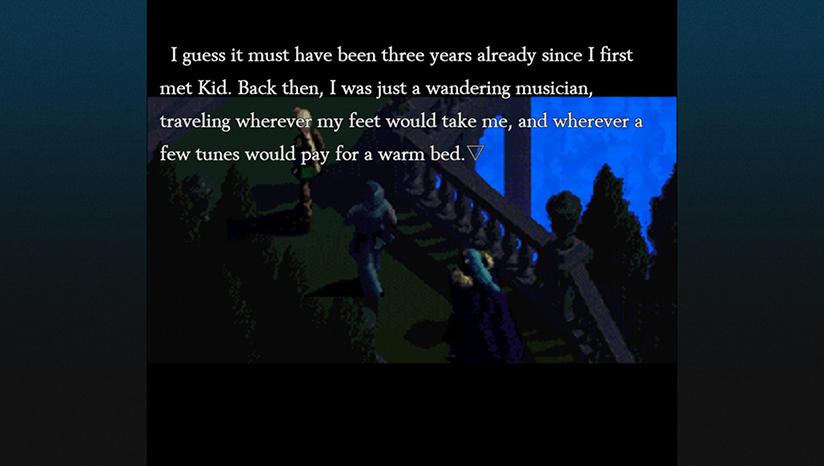 I guess it must have been three years already since I first
met Kid. Back then, I was just a wandering musician,
traveling wherever my feet would take me, and wherever a
few tunes would pay for a warm bed.▽